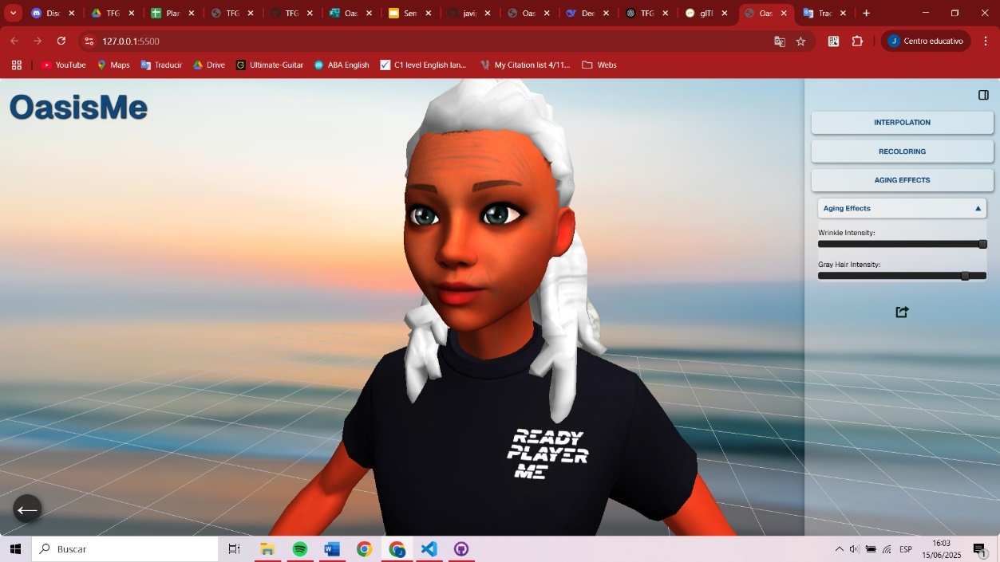 Disc
TFG
Plan
TFG
TFG
Oas
Sem
javi
Oas
Dee
TFG
glTF
Oas
Trac
127.0.0.1:5500
J Centro educativo
YouTube
Maps
Traducir
Drive
Ultimate-Guitar
ABA English
C1 level English lan...
My Citation list 4/11...
Webs
OasisMe
INTERPOLATION
RECOLORING
AGING EFFECTS
Aging Effects
Wrinkle Intensity:
Gray Hair Intensity:
READY
PLAYER
ME
Buscar
ESP
16:03
15/06/2025
1